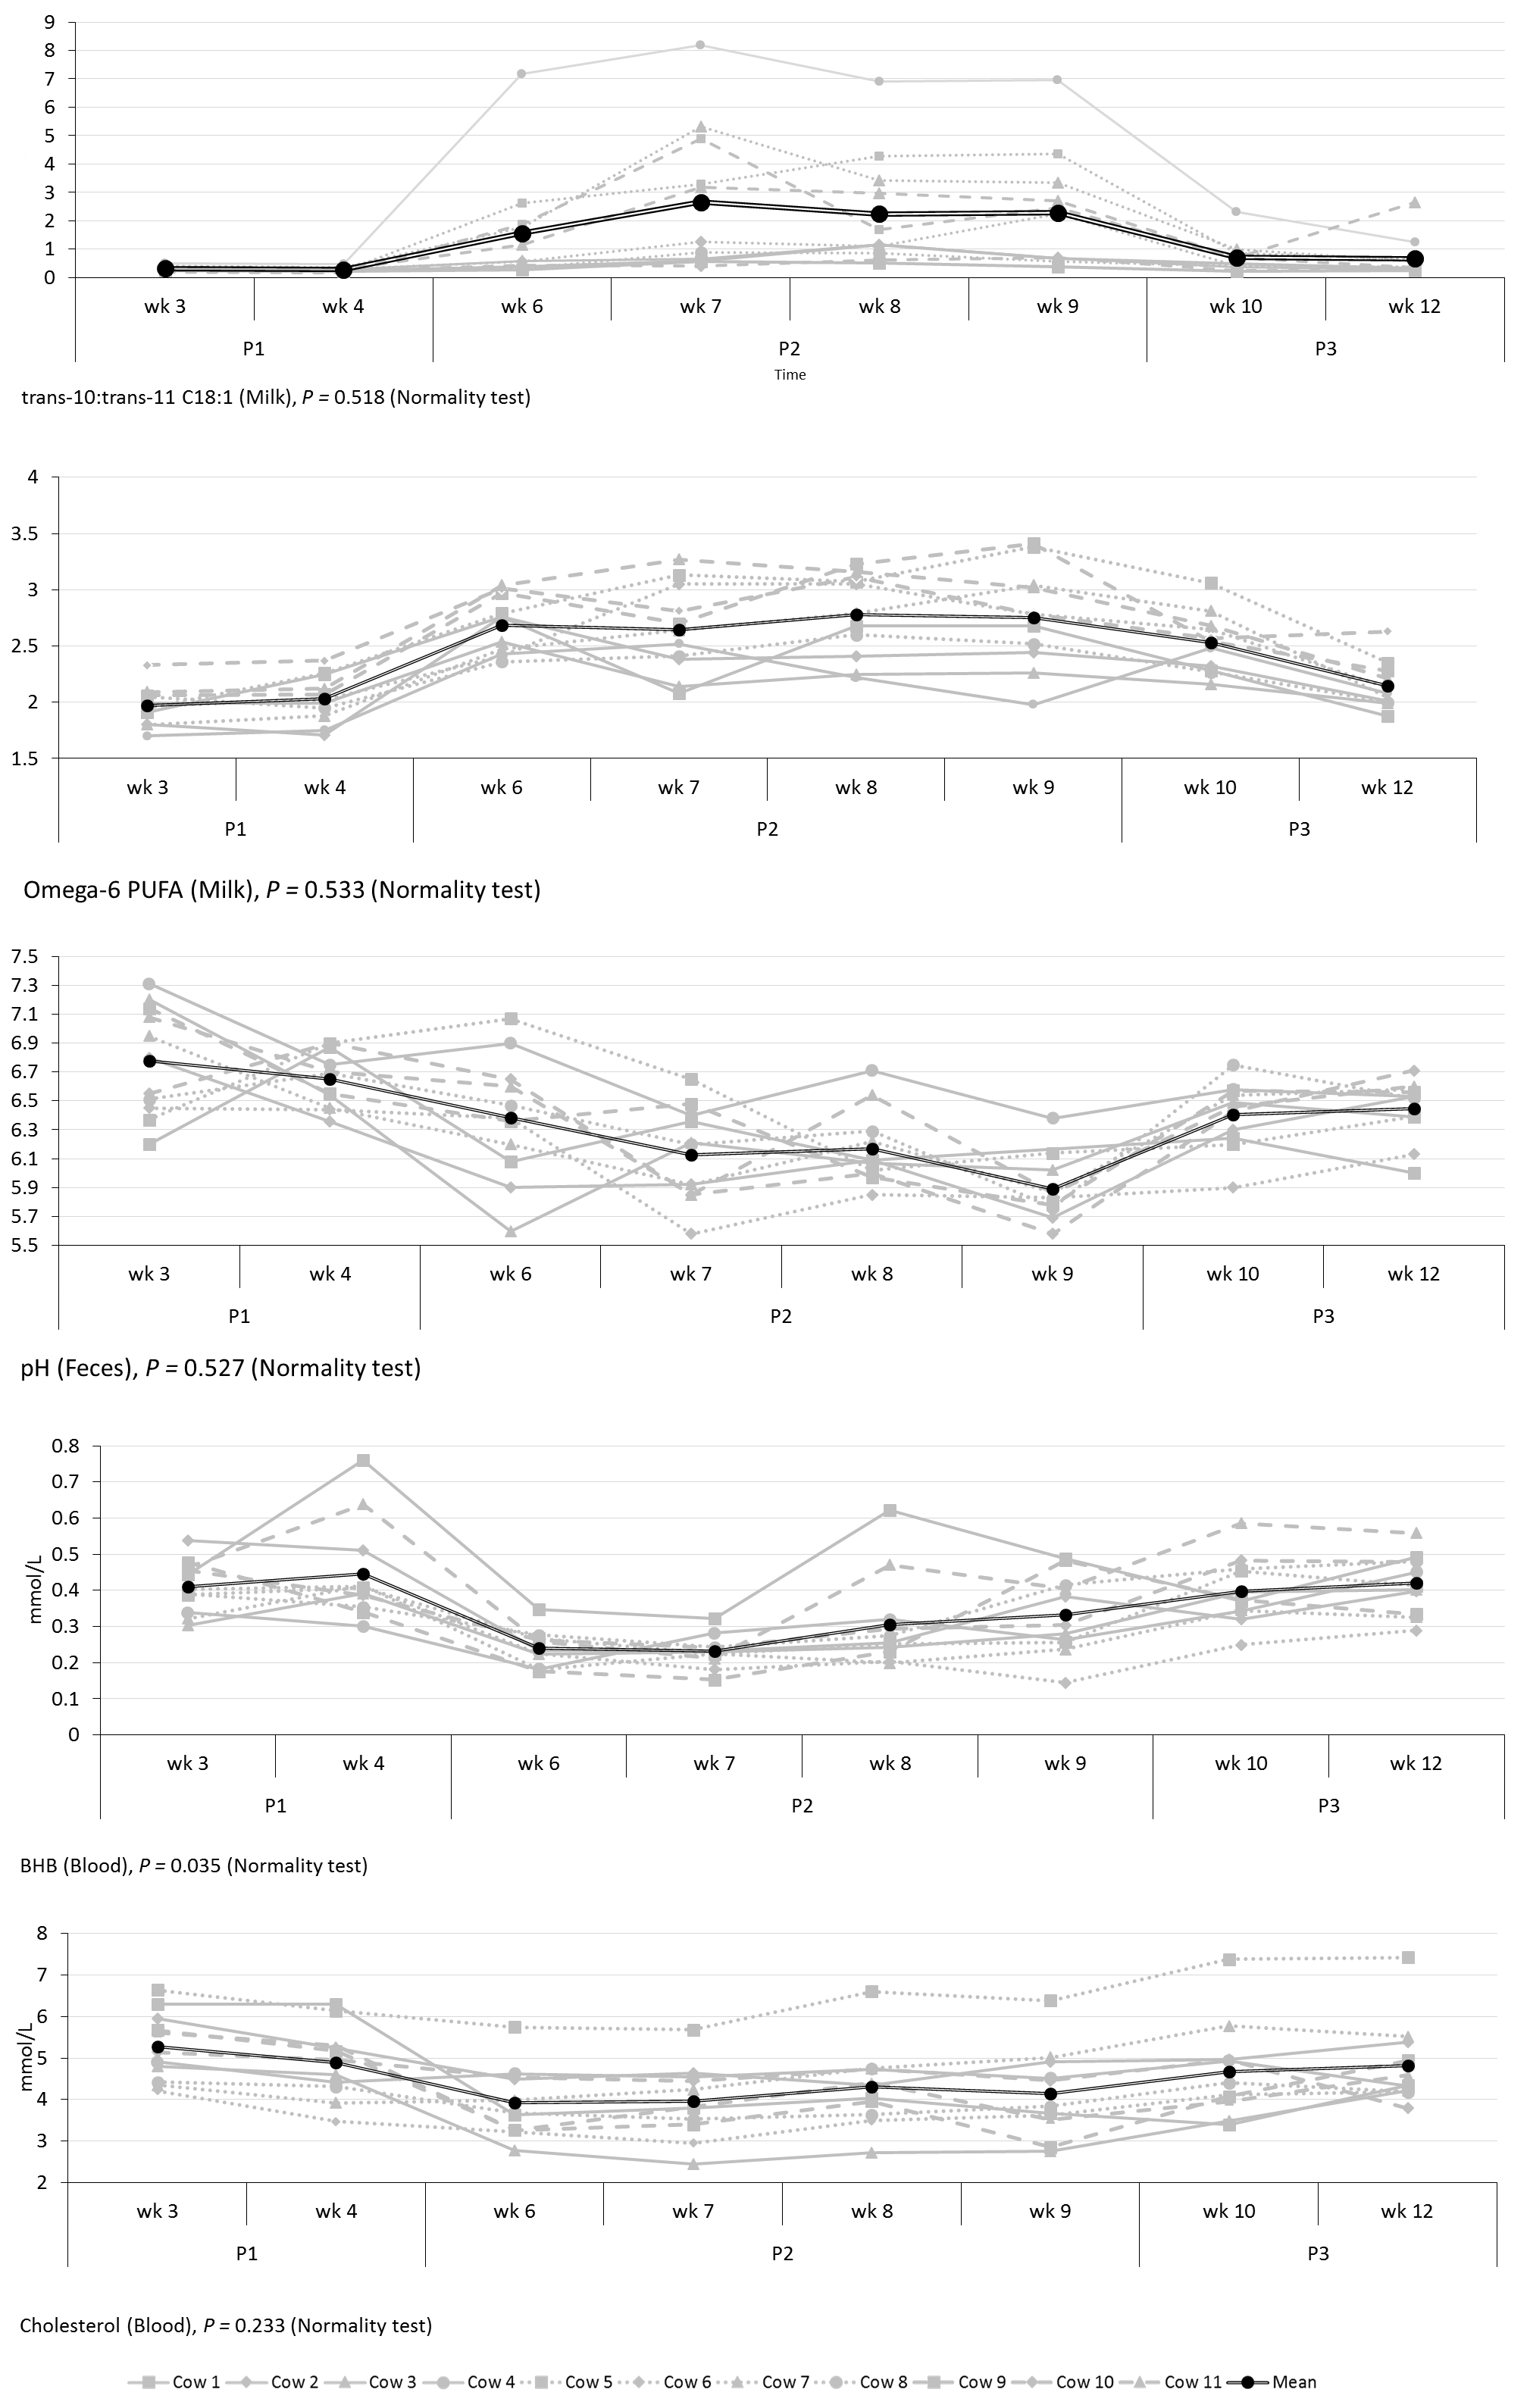 9
8
7
6
5
4
3
2
1
0
wk 3 wk 4 wk 6 wk 7 wk 8 wk 9 wk 10 wk 12
P1 P2 P3
Time
trans-10:trans-11 C18:1 (Milk), P = 0.518 (Normality test)
4
3.5
3
2.5
2
1.5
wk 3 wk 4 wk 6 wk 7 wk 8 wk 9 wk 10 wk 12
P1 P2 P3
Omega-6 PUFA (Milk), P = 0.533 (Normality test)
7.5
7.3
7.1
6.9
6.7
6.5
6.3
6.1
5.9
5.7
5.5
wk 3 wk 4 wk 6 wk 7 wk 8 wk 9 wk 10 wk 12
P1 P2 P3
pH (Feces), P = 0.527 (Normality test)
0.8
0.7
0.6
0.5
0.4
0.3
0.2
0.1
0
mmol/L
wk 3 wk 4 wk 6 wk 7 wk 8 wk 9 wk 10 wk 12
P1 P2 P3
BHB (Blood), P = 0.035 (Normality test)
8
7
6
5
4
3
2
mmol/L
wk 3 wk 4 wk 6 wk 7 wk 8 wk 9 wk 10 wk 12
P1 P2 P3
Cholesterol (Blood), P = 0.233 (Normality test)
Cow 1 Cow 2 Cow 3 Cow 4 Cow 5 Cow 6 Cow 7 Cow 8 Cow 9 Cow 10 Cow 11 Mean